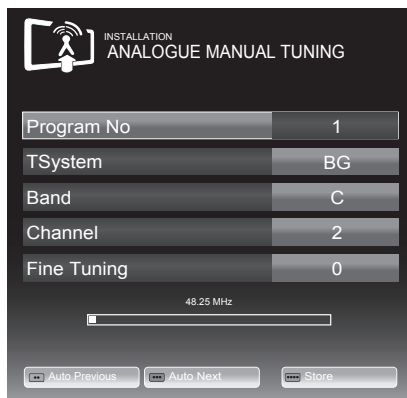 INSTALLATION
ANALOGUE MANUAL TUNING
Program No 1
TSystem BG
Band C
Channel 2
Fine Tuning 0
48.25 MHz
Auto Previous Auto Next Store